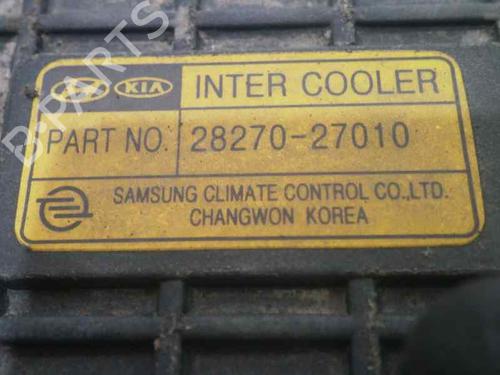 KIA INTER COOLER
PART NO. 28270-27010
SAMSUNG CLIMATE CONTROL CO.,LTD.
CHANGWON KOREA
B-PARTS